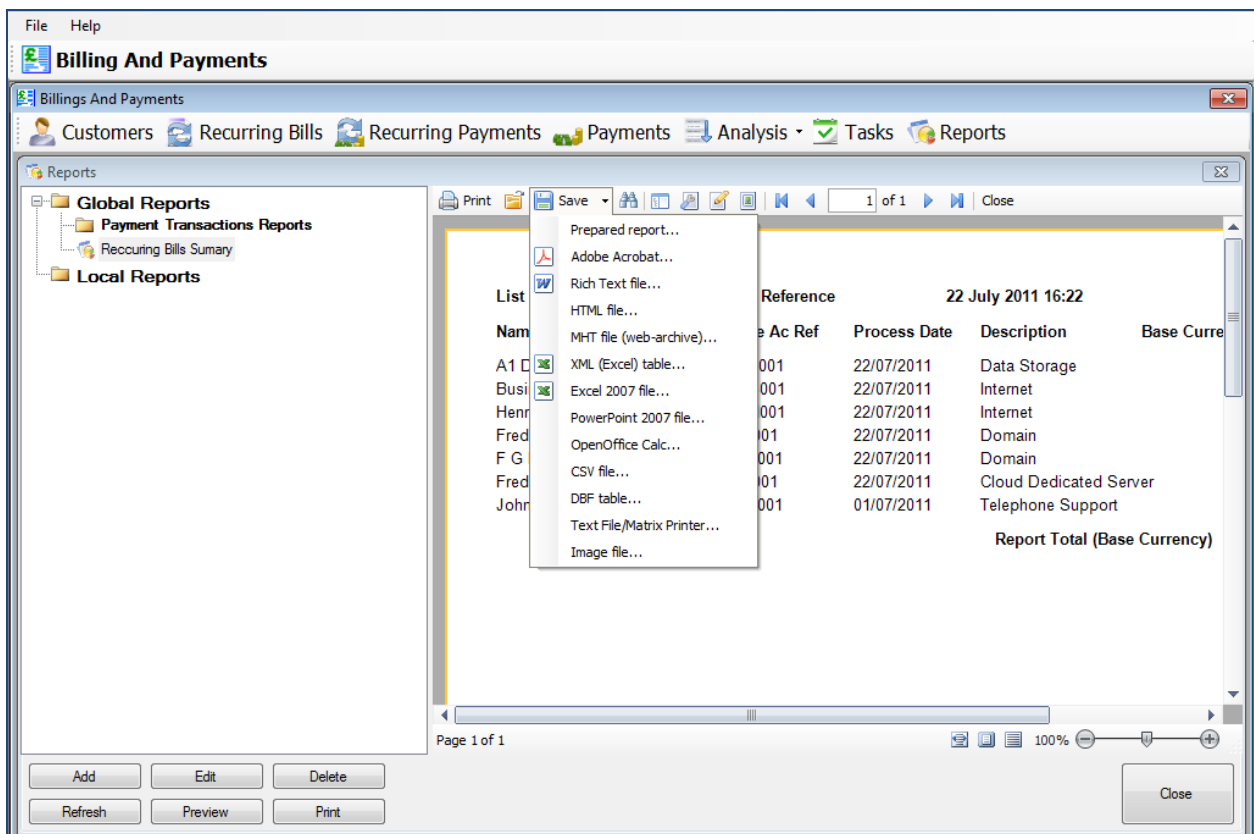 File Help
Billing And Payments
Billings And Payments
Customers Recurring Bills Recurring Payments Payments Analysis Tasks Reports
Reports
Global Reports
Payment Transactions Reports
Reccuring Bills Sumary
Local Reports
Print Save 1 of 1 Close
Prepared report...
Adobe Acrobat...
Rich Text file...
HTML file...
MHT file (web-archive)...
XML (Excel) table...
Excel 2007 file...
PowerPoint 2007 file...
OpenOffice Calc...
CSV file...
DBF table...
Text File/Matrix Printer...
Image file...
List Reference 22 July 2011 16:22
Nam e Ac Ref Process Date Description Base Curre
A1 D 001 22/07/2011 Data Storage
Busi 001 22/07/2011 Internet
Henr 001 22/07/2011 Internet
Fred 001 22/07/2011 Domain
F G 001 22/07/2011 Domain
Fred 001 22/07/2011 Cloud Dedicated Server
John 001 01/07/2011 Telephone Support
Report Total (Base Currency)
Page 1 of 1 100%
Add Edit Delete
Refresh Preview Print
Close